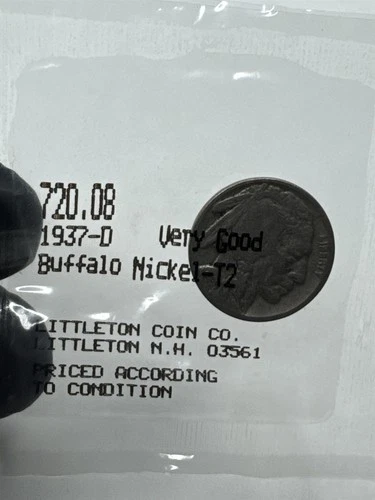 720.08
1937-D Very Good
Buffalo Nickel-T2
LITTLETON COIN CO.
LITTLETON N.H. 03561
PRICED ACCORDING
TO CONDITION